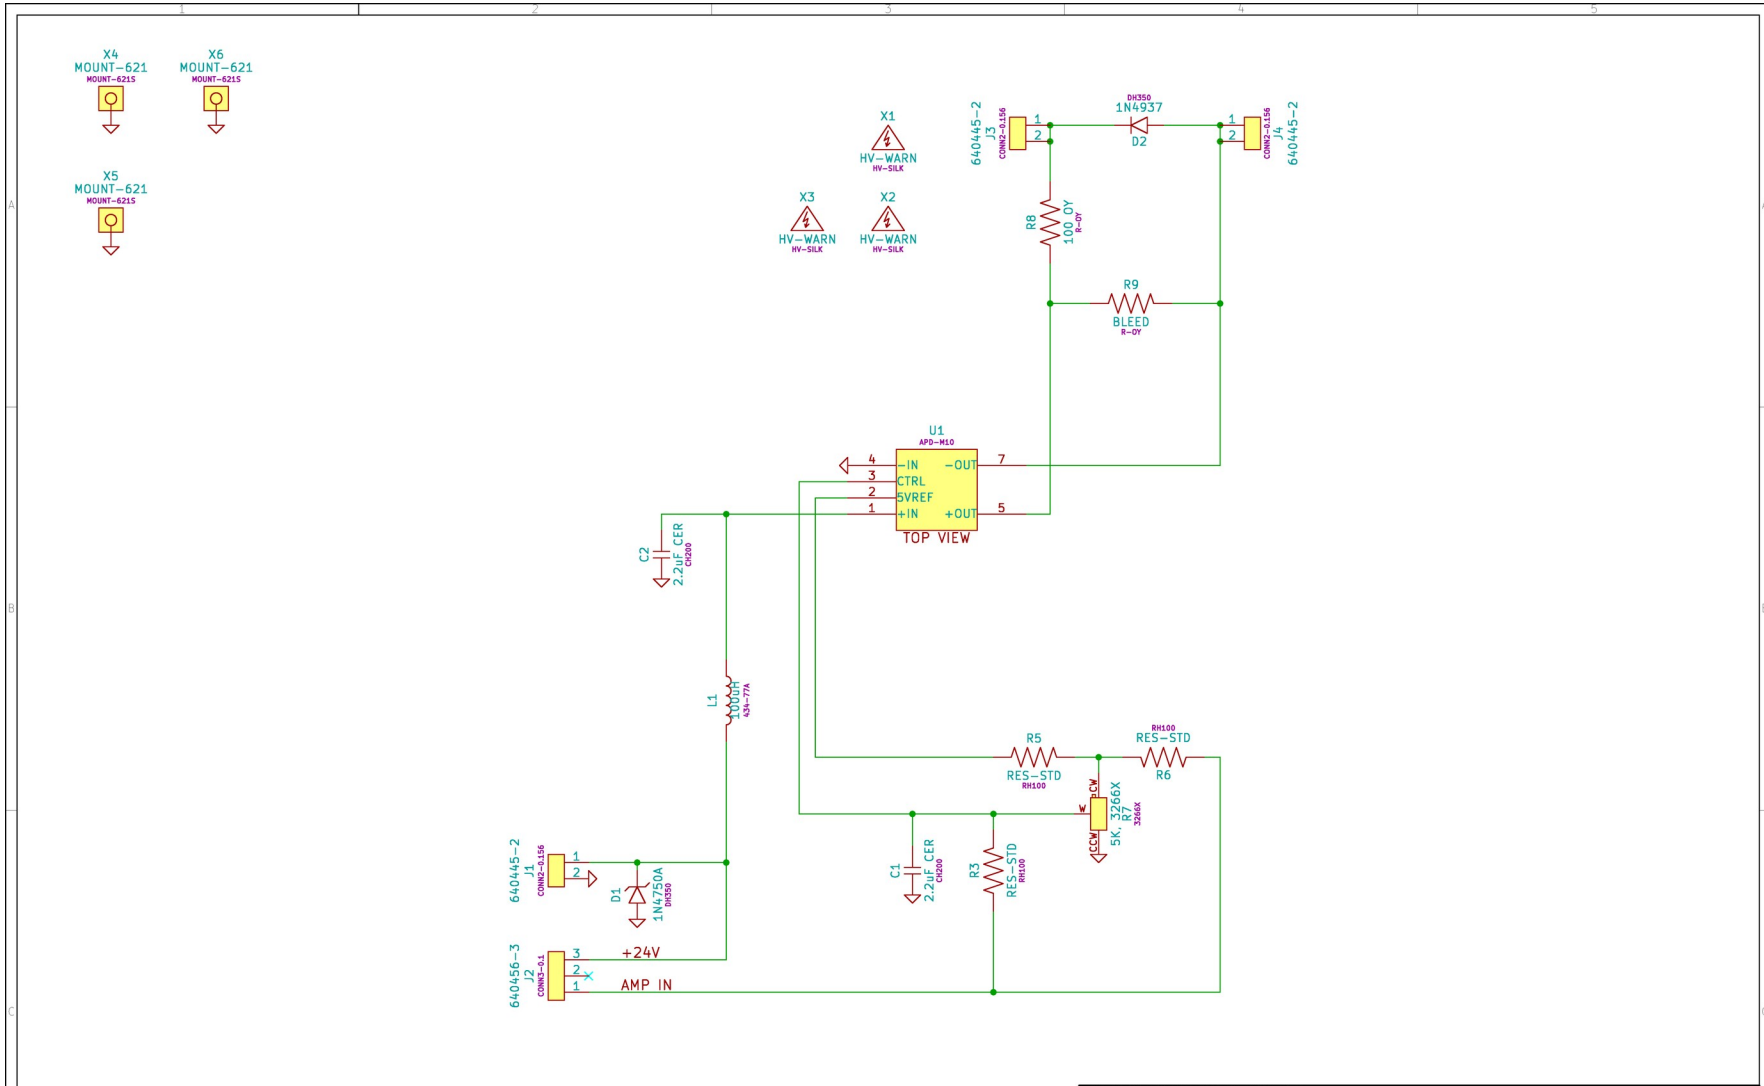 1
2
3
4
5
X4
MOUNT-621
MOUNT-621S
X6
MOUNT-621
MOUNT-621S
X5
MOUNT-621
MOUNT-621S
A
X1
HV-WARN
HV-SILK
X3
HV-WARN
HV-SILK
X2
HV-WARN
HV-SILK
640445-2
J3
CONN2-0.156
1
2
DH350
1N4937
D2
1
2
CONN2-0.156
J4
640445-2
R8
100 OY
R-OY
R9
BLEED
R-OY
U1
APD-M10
4
-IN
-OUT
7
3
CTRL
2
5VREF
1
+IN
+OUT
5
TOP VIEW
C2
2.2uF CER
CH200
B
L1
100uH
434-77A
R5
RES-STD
RH100
RH100
RES-STD
R6
CW
W
CCW
5K, 3266X
R7
3266X
C1
2.2uF CER
CH200
R3
RES-STD
RH100
640445-2
J1
CONN2-0.156
1
2
D1
1N4750A
DH350
640456-3
J2
CONN3-0.1
3
+24V
2
1
AMP IN
C